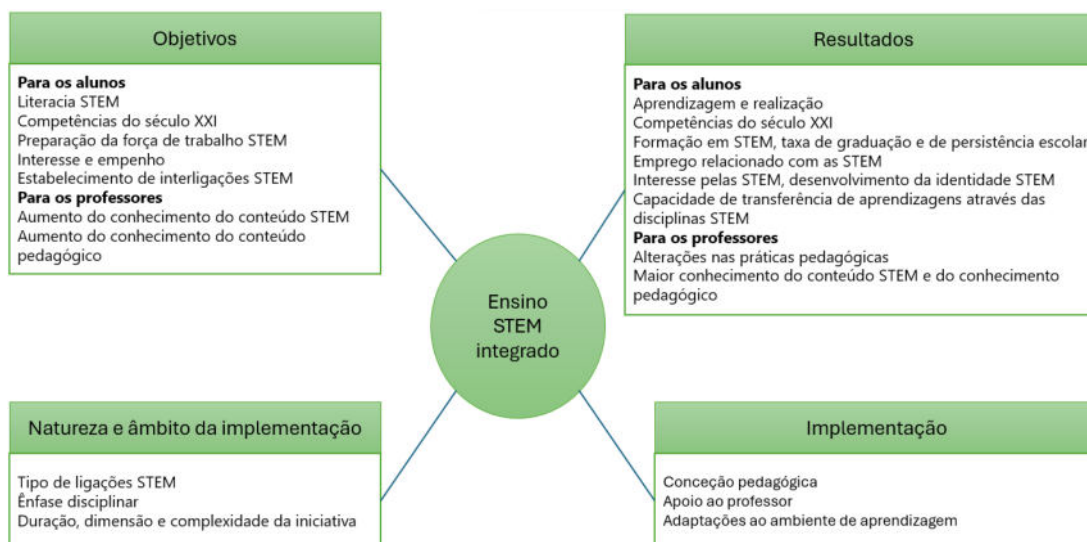 Objetivos
Para os alunos
Literacia STEM
Competências do século XXI
Preparação da força de trabalho STEM
Interesse e empenho
Estabelecimento de interligações STEM
Para os professores
Aumento do conhecimento do conteúdo STEM
Aumento do conhecimento do conteúdo
pedagógico
Resultados
Para os alunos
Aprendizagem e realização
Competências do século XXI
Formação em STEM, taxa de graduação e de persistência escolar
Emprego relacionado com as STEM
Interesse pelas STEM, desenvolvimento da identidade STEM
Capacidade de transferência de aprendizagens através das
disciplinas STEM
Para os professores
Alterações nas práticas pedagógicas
Maior conhecimento do conteúdo STEM e do conhecimento
pedagógico
Ensino
STEM
integrado
Natureza e âmbito da implementação
Tipo de ligações STEM
Ênfase disciplinar
Duração, dimensão e complexidade da iniciativa
Implementação
Conceção pedagógica
Apoio ao professor
Adaptações ao ambiente de aprendizagem